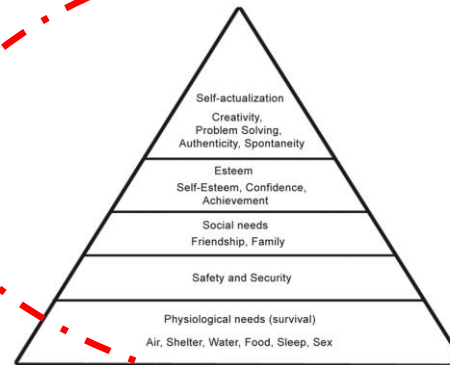 Self-actualization
Creativity,
Problem Solving,
Authenticity, Spontaneity
Esteem
Self-Esteem, Confidence,
Achievement
Social needs
Friendship, Family
Safety and Security
Physiological needs (survival)
Air, Shelter, Water, Food, Sleep, Sex